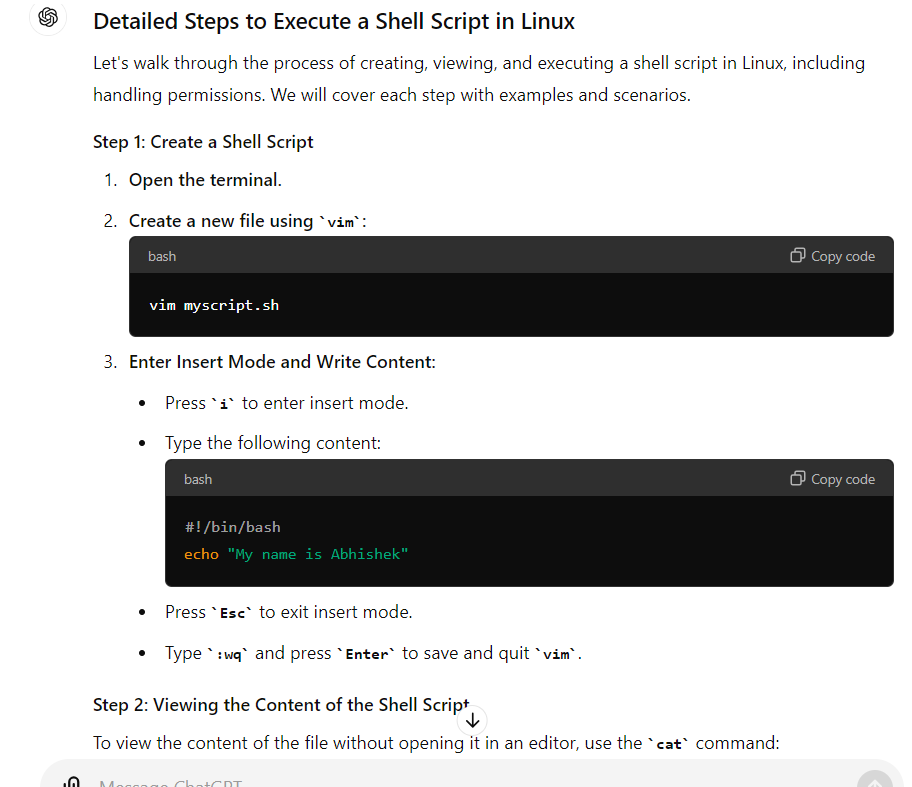 Detailed Steps to Execute a Shell Script in Linux
Let's walk through the process of creating, viewing, and executing a shell script in Linux, including
handling permissions. We will cover each step with examples and scenarios.
Step 1: Create a Shell Script
1. Open the terminal.
2. Create a new file using `vim`:
bash
Copy code
vim myscript.sh
3. Enter Insert Mode and Write Content:
• Press `i` to enter insert mode.
• Type the following content:
bash
Copy code
#!/bin/bash
echo "My name is Abhishek"
• Press `Esc` to exit insert mode.
• Type `:wq` and press `Enter` to save and quit `vim`.
Step 2: Viewing the Content of the Shell Script
To view the content of the file without opening it in an editor, use the `cat` command:
Message ChatGPT